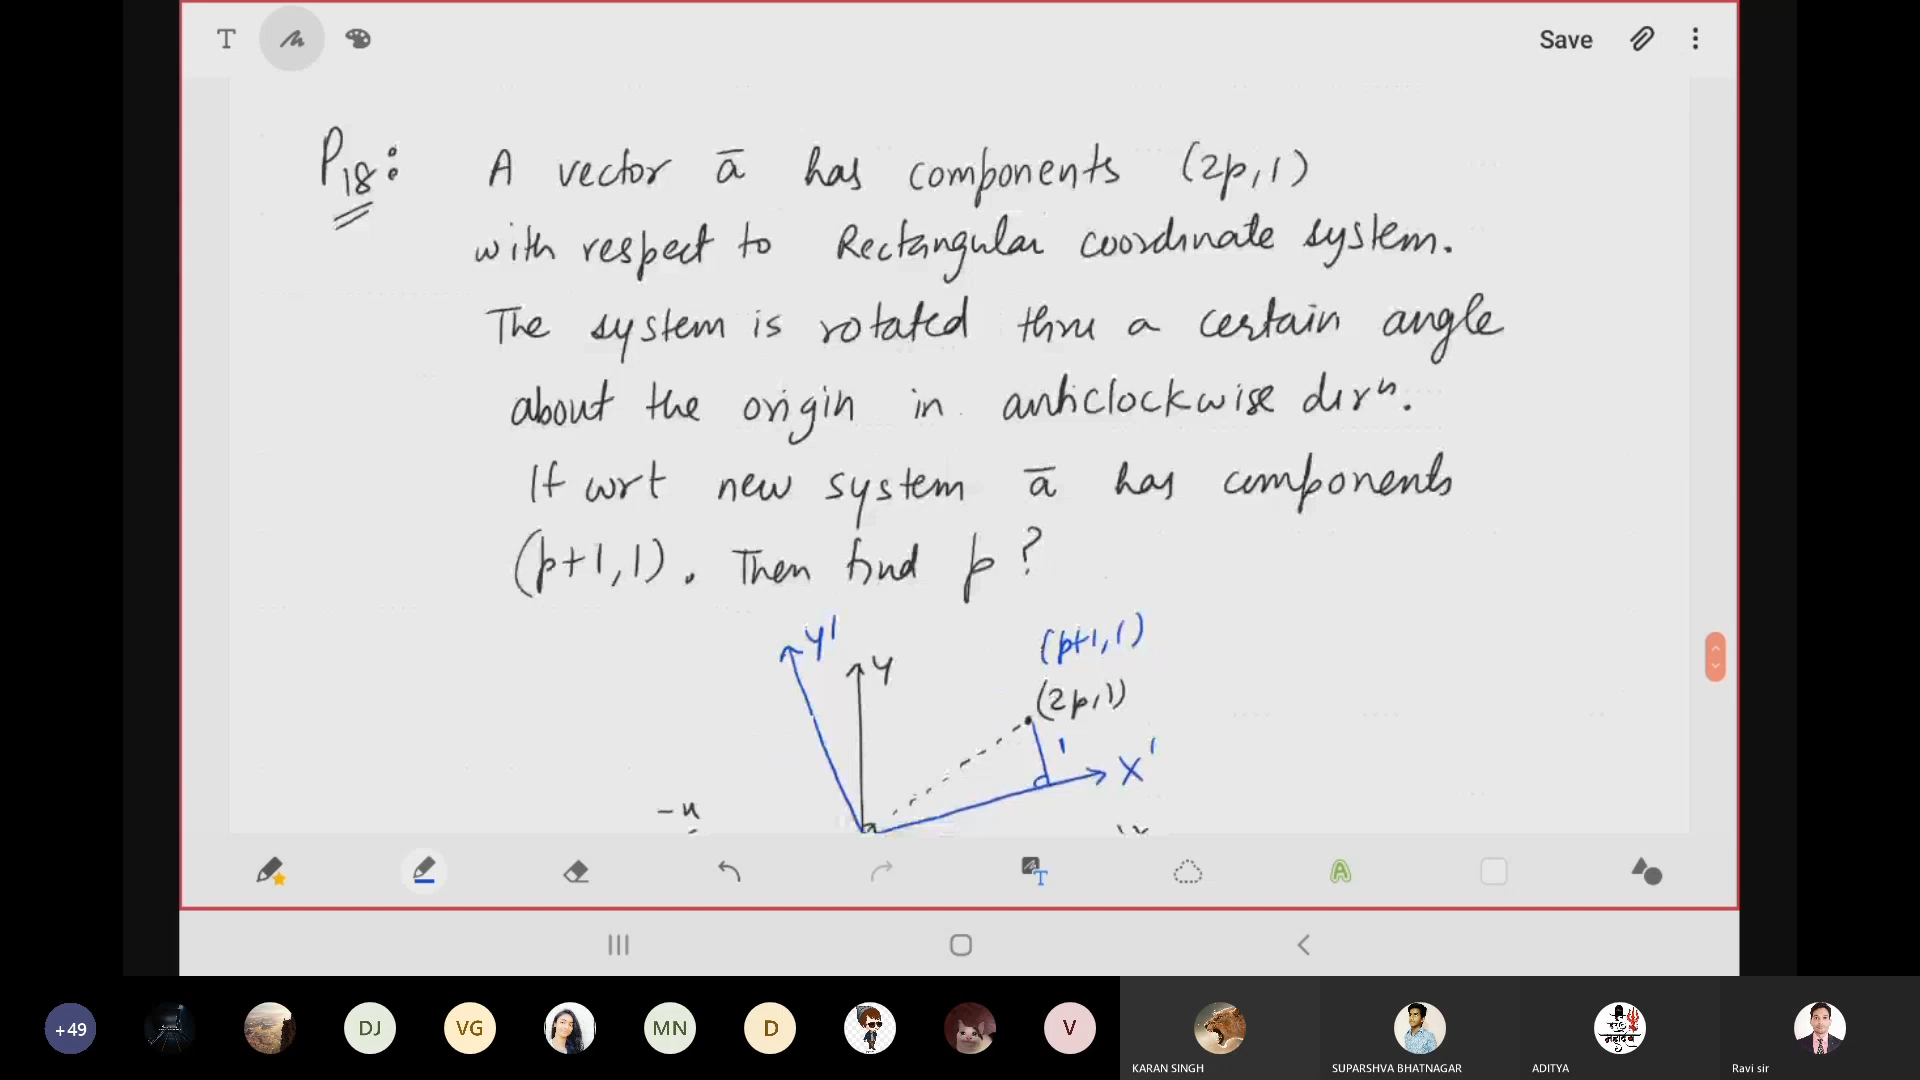 T
Save
P18: A vector a̅ has components (2p,1)
with respect to Rectangular coordinate system.
The system is rotated thru a certain angle
about the origin in anticlockwise dirⁿ.
If wrt new system a̅ has components
(p+1,1). Then find p?
y'
y
(p+1,1)
(2p,1)
1
x'
T
A
+49
DJ
VG
MN
D
V
KARAN SINGH
SUPARSHVA BHATNAGAR
ADITYA
Ravi sir